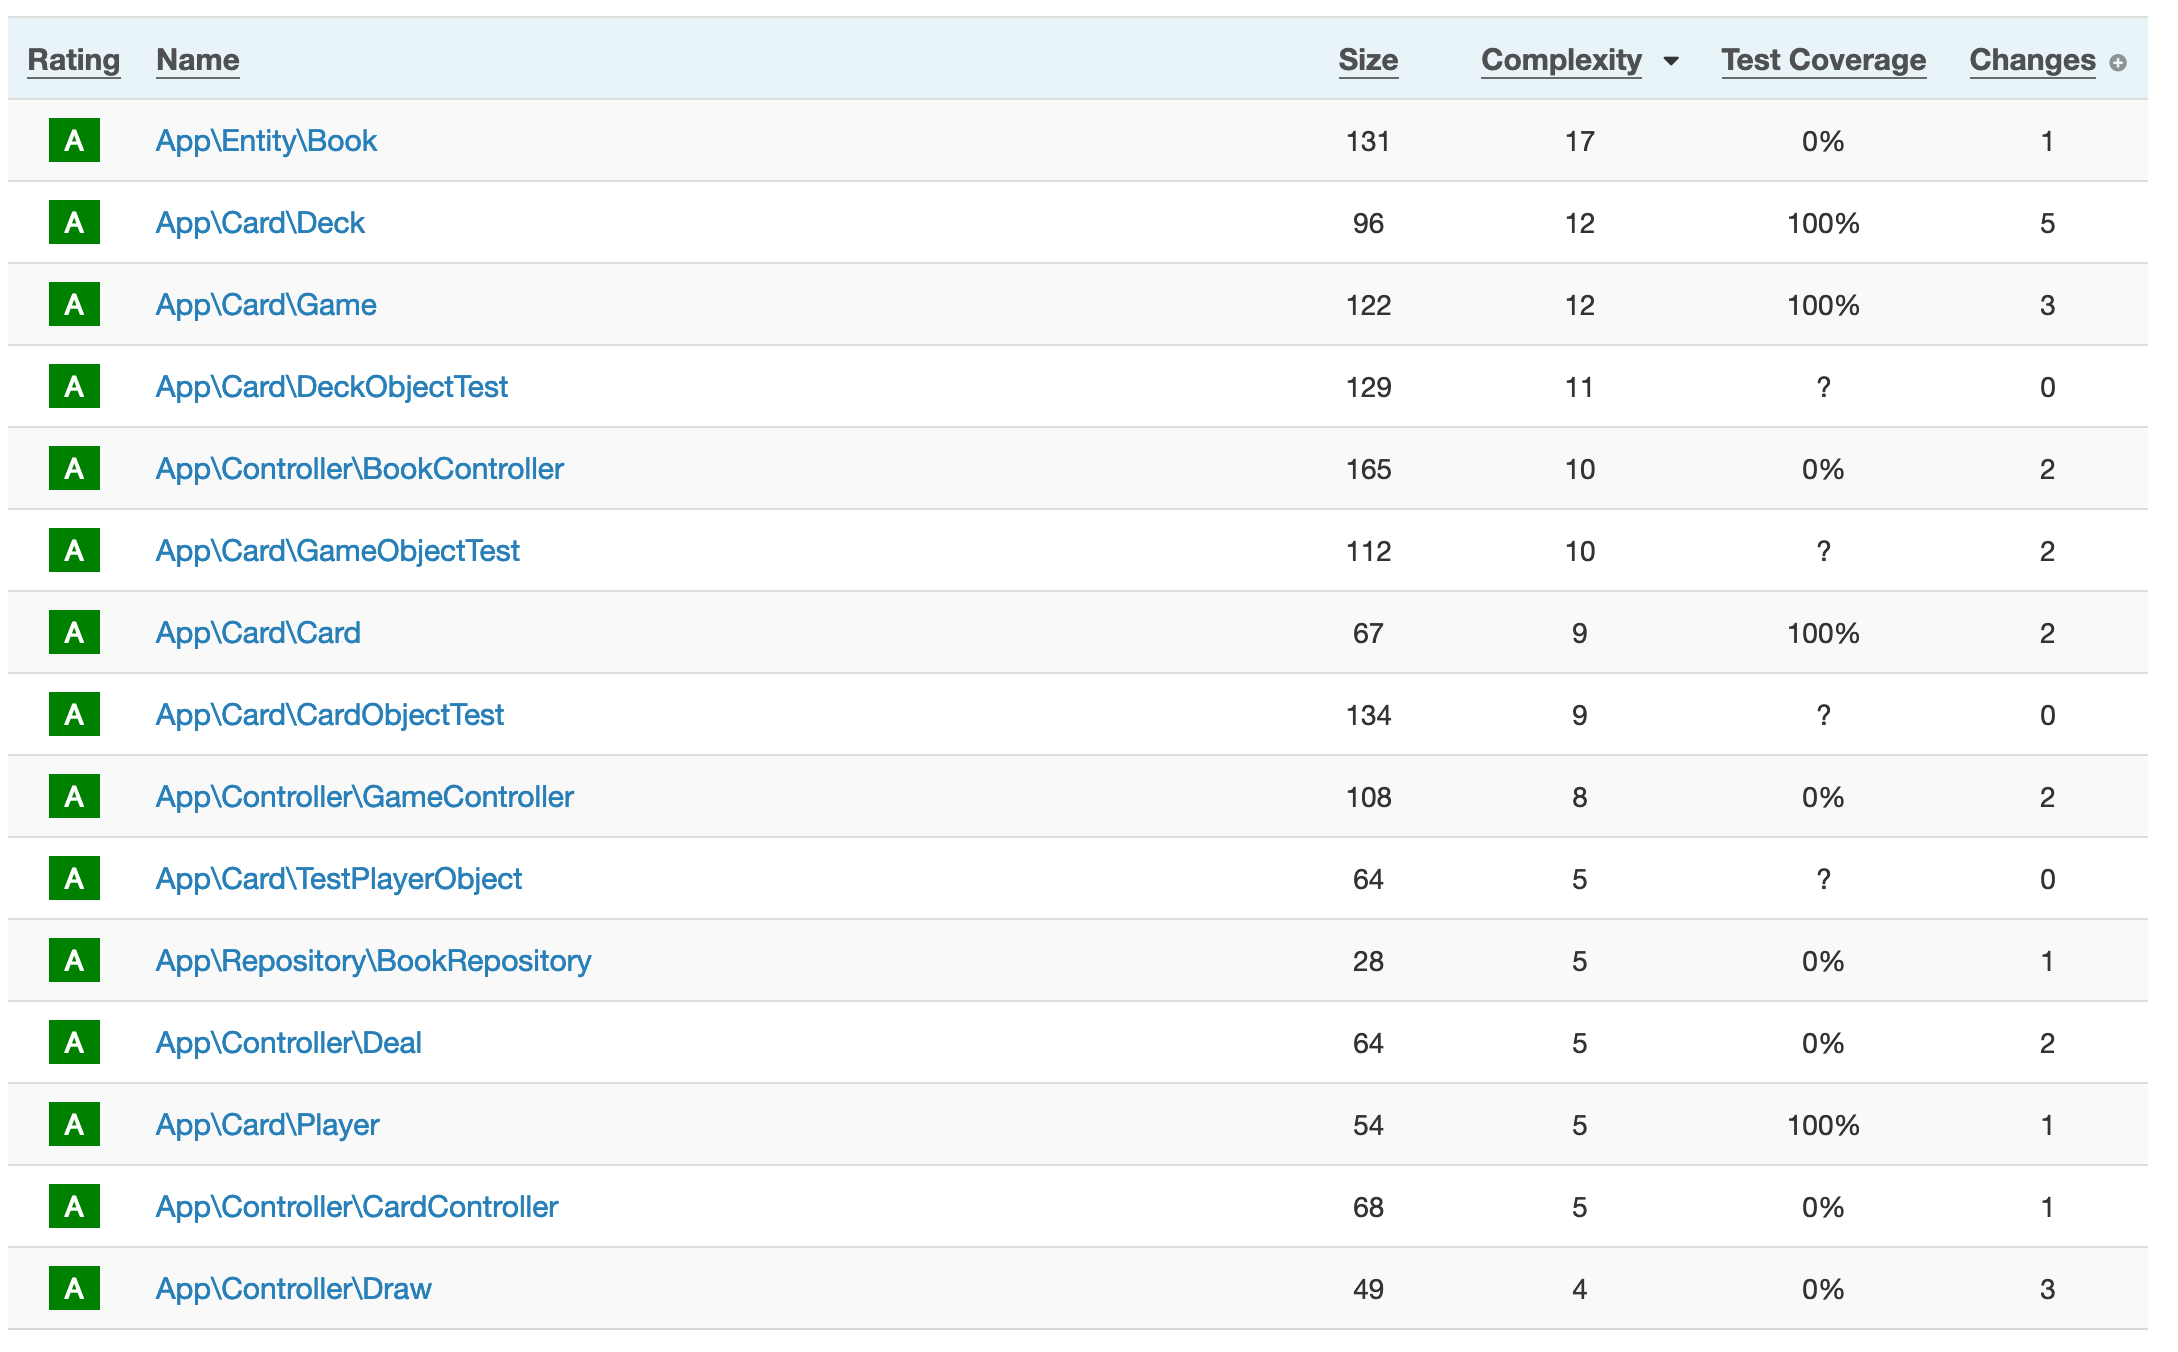 Rating Name Size Complexity Test Coverage Changes
A App\Entity\Book 131 17 0% 1
A App\Card\Deck 96 12 100% 5
A App\Card\Game 122 12 100% 3
A App\Card\DeckObjectTest 129 11 ? 0
A App\Controller\BookController 165 10 0% 2
A App\Card\GameObjectTest 112 10 ? 2
A App\Card\Card 67 9 100% 2
A App\Card\CardObjectTest 134 9 ? 0
A App\Controller\GameController 108 8 0% 2
A App\Card\TestPlayerObject 64 5 ? 0
A App\Repository\BookRepository 28 5 0% 1
A App\Controller\Deal 64 5 0% 2
A App\Card\Player 54 5 100% 1
A App\Controller\CardController 68 5 0% 1
A App\Controller\Draw 49 4 0% 3